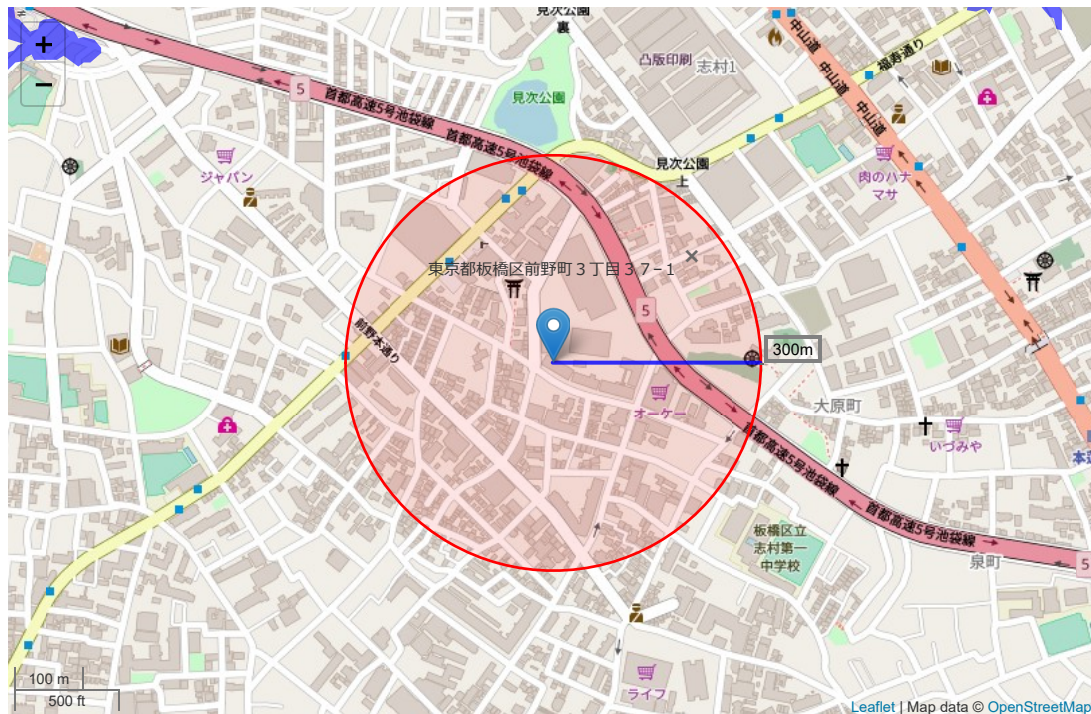 見次公園
裏
+
−
凸版印刷
志村1
中山道
中山道
中山道
福寿通り
見次公園
5
首都高速5号池袋線
首都高速5号池袋線
ジャパン
見次公園
上
肉のハナ
マサ
東京都板橋区前野町３丁目３７−１
×
5
前野本通り
300m
オーケー
大原町
いづみや
首都高速5号池袋線
首都高速5号池袋線
板橋区立
志村第一
中学校
泉町
5
ライフ
100 m
500 ft
Leaflet | Map data © OpenStreetMap